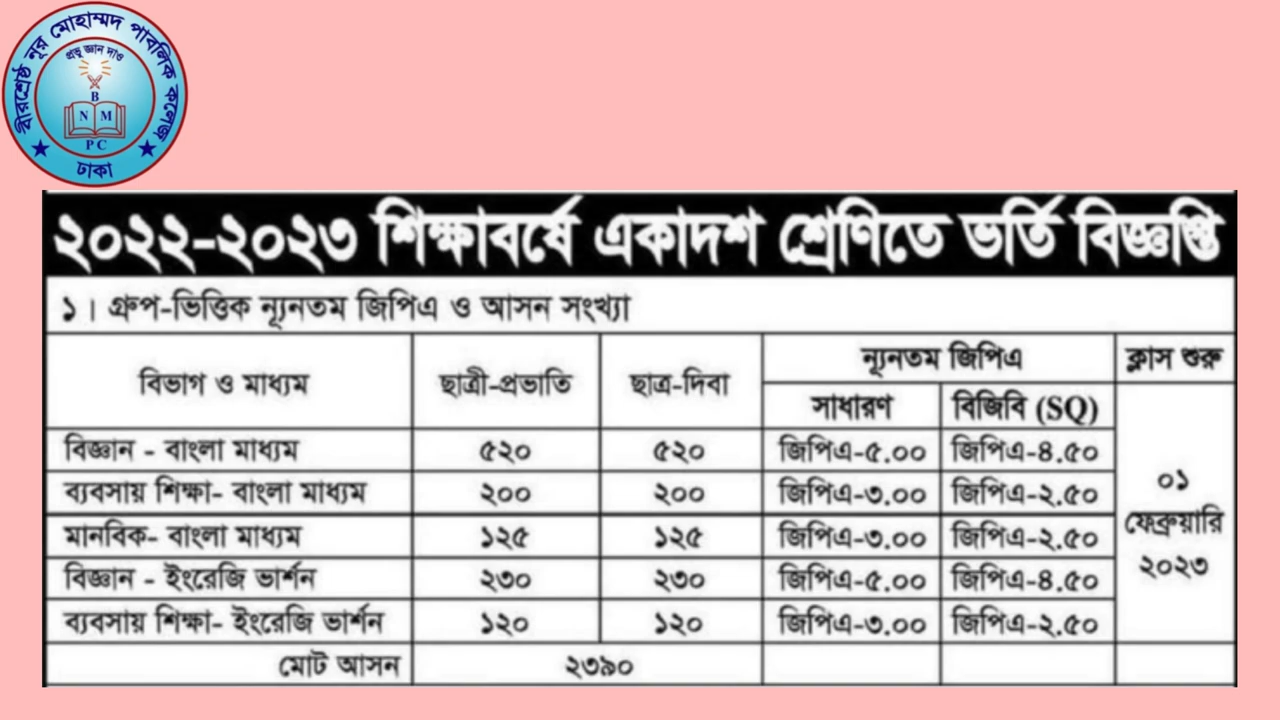 বীরশ্রেষ্ঠ নূর মোহাম্মদ পাবলিক কলেজ
প্রভু জ্ঞান দাও
B
N M
P C
ঢাকা
২০২২-২০২৩ শিক্ষাবর্ষে একাদশ শ্রেণিতে ভর্তি বিজ্ঞপ্তি
১। গ্রুপ-ভিত্তিক ন্যূনতম জিপিএ ও আসন সংখ্যা
বিভাগ ও মাধ্যম ছাত্রী-প্রভাতি ছাত্র-দিবা ন্যূনতম জিপিএ ক্লাস শুরু
সাধারণ বিজিবি (SQ)
বিজ্ঞান - বাংলা মাধ্যম ৫২০ ৫২০ জিপিএ-৫.০০ জিপিএ-৪.৫০
ব্যবসায় শিক্ষা- বাংলা মাধ্যম ২০০ ২০০ জিপিএ-৩.০০ জিপিএ-২.৫০
মানবিক- বাংলা মাধ্যম ১২৫ ১২৫ জিপিএ-৩.০০ জিপিএ-২.৫০
বিজ্ঞান - ইংরেজি ভার্শন ২৩০ ২৩০ জিপিএ-৫.০০ জিপিএ-৪.৫০
ব্যবসায় শিক্ষা- ইংরেজি ভার্শন ১২০ ১২০ জিপিএ-৩.০০ জিপিএ-২.৫০
০১
ফেব্রুয়ারি
২০২৩
মোট আসন ২৩৯০